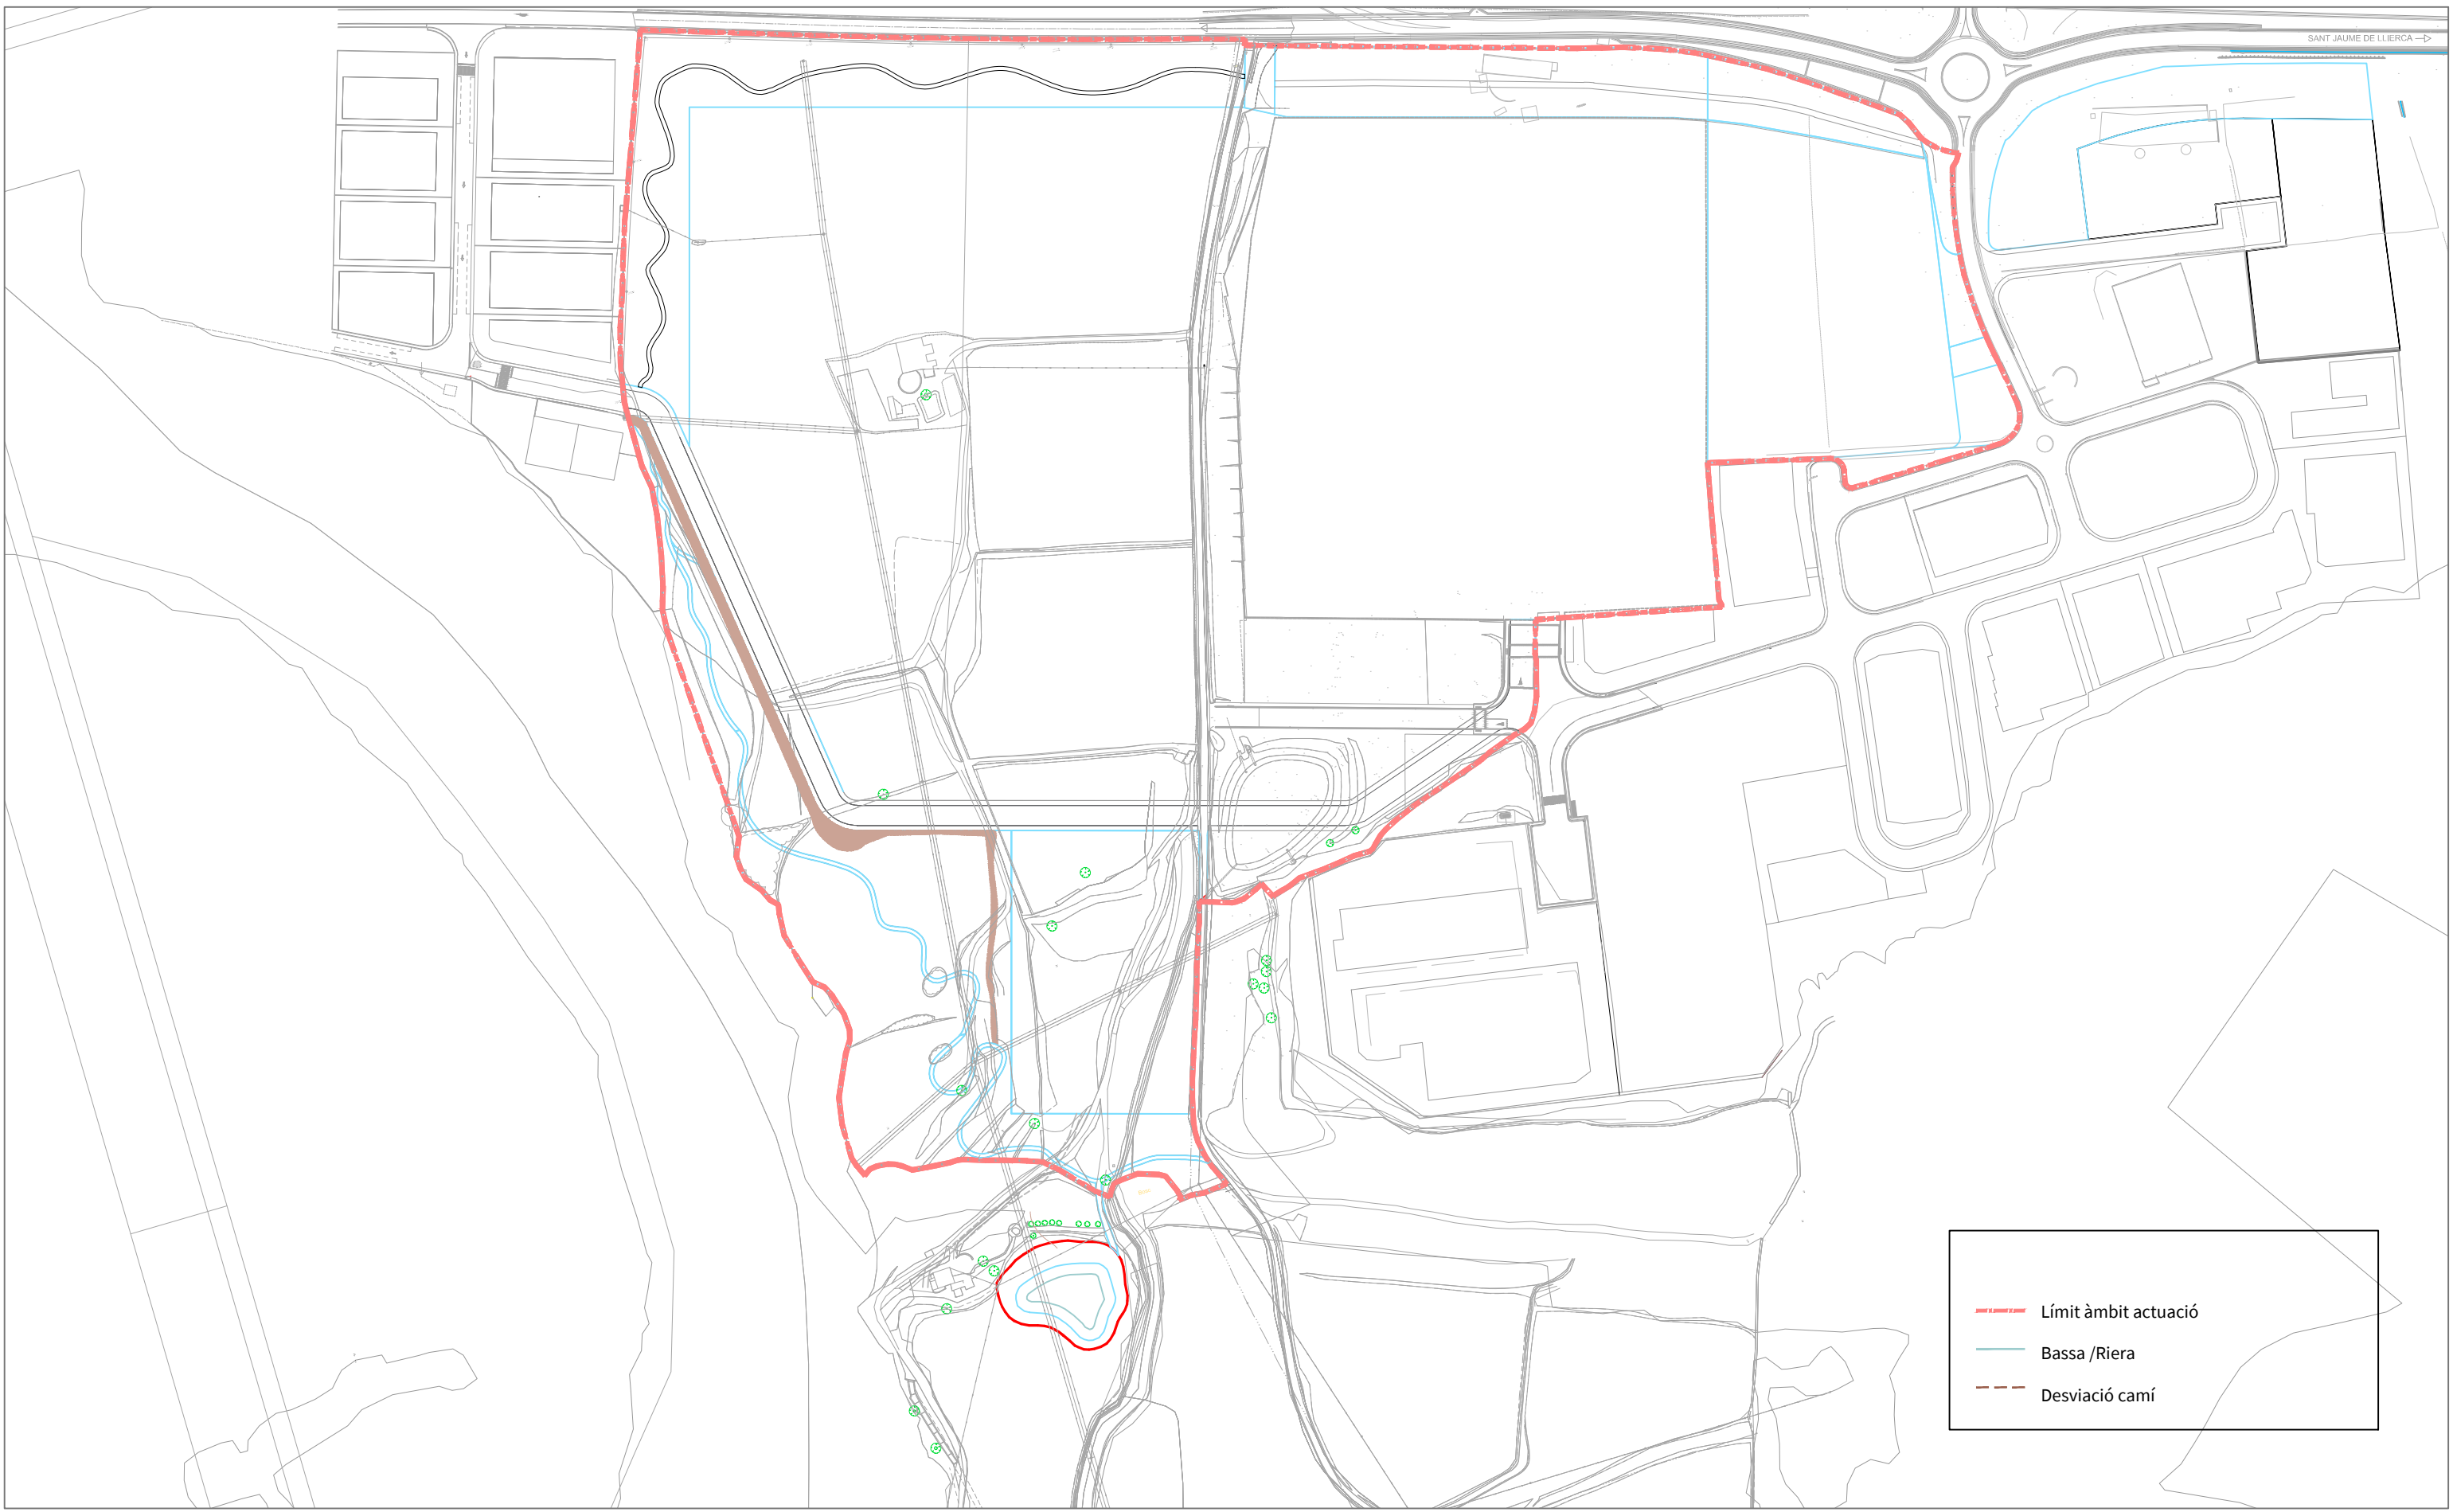 SANT JAUME DE LLIERCA
Límit àmbit actuació
Bassa /Riera
Desviació camí